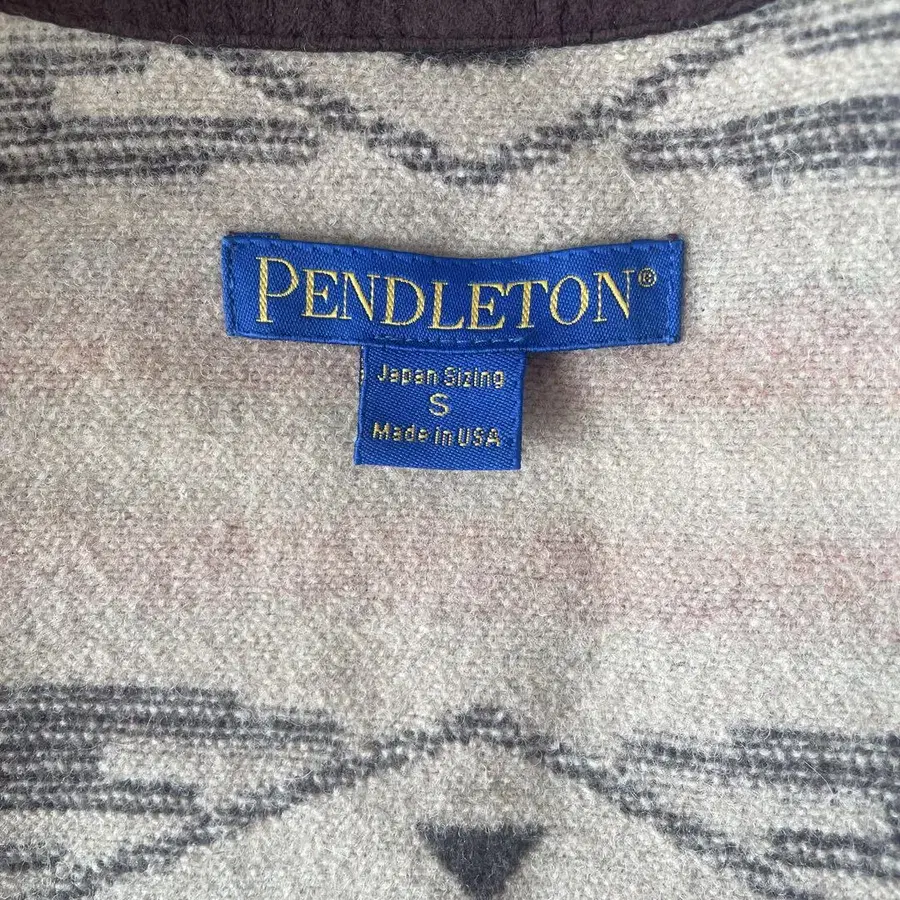 PENDLETON®
Japan Sizing
S
Made in USA